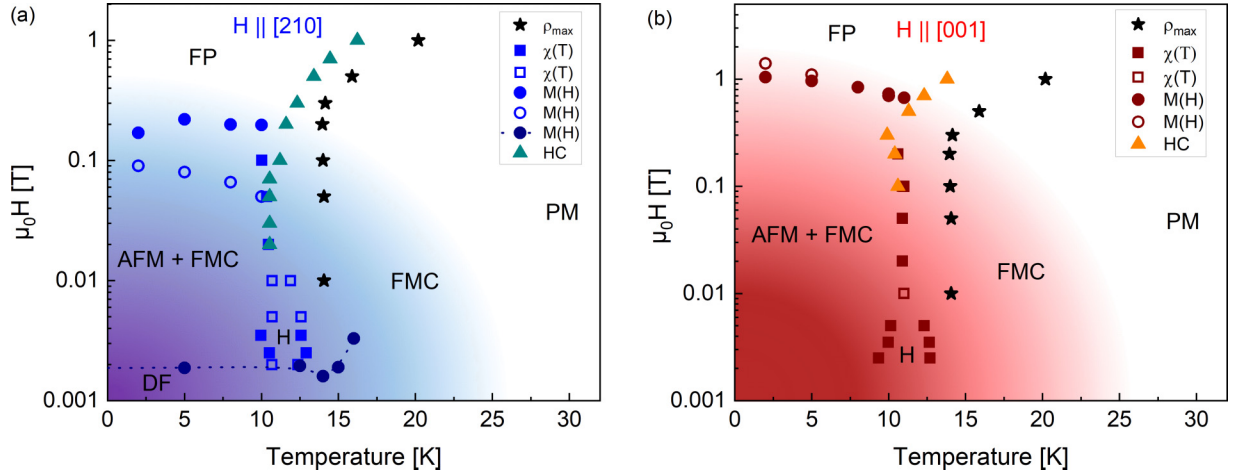 (a)
H || [210]
FP
AFM + FMC
H
FMC
DF
PM
ρmax
χ(T)
χ(T)
M(H)
M(H)
M(H)
HC
1
0.1
0.01
0.001
μ0H [T]
0 5 10 15 20 25 30
Temperature [K]
(b)
H || [001]
FP
AFM + FMC
H
FMC
PM
ρmax
χ(T)
χ(T)
M(H)
M(H)
HC
1
0.1
0.01
0.001
μ0H [T]
0 5 10 15 20 25 30
Temperature [K]